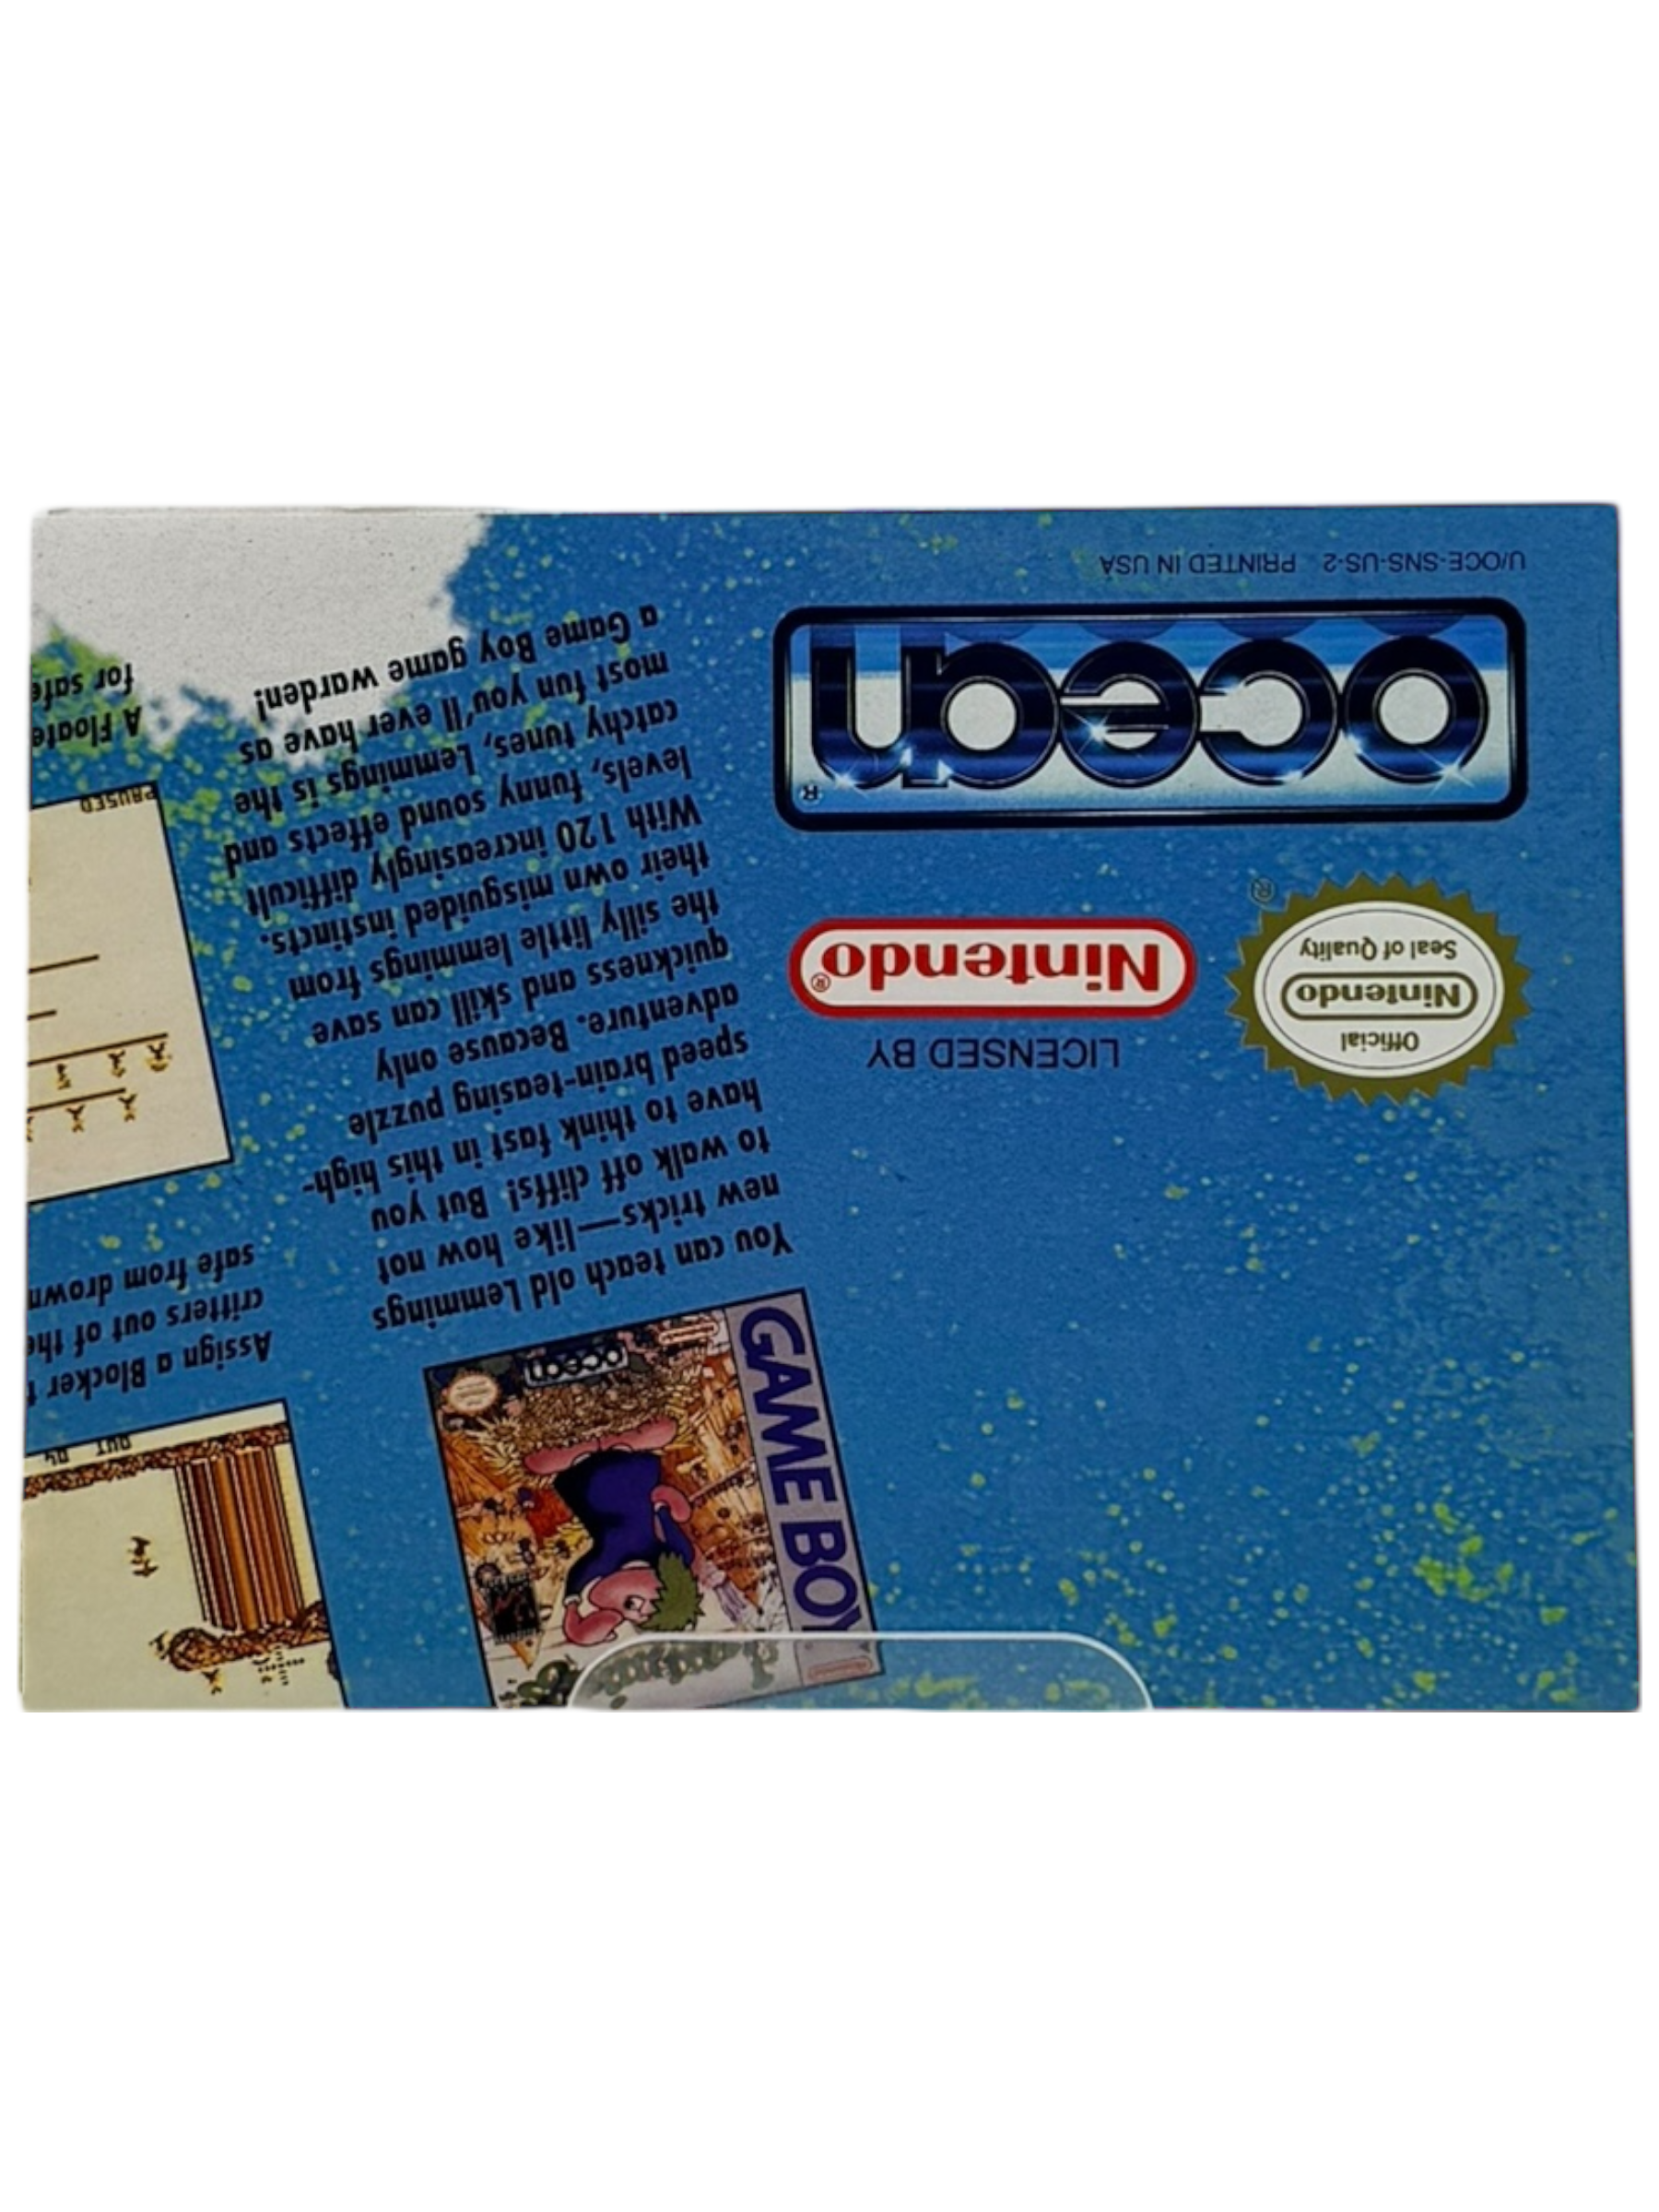 GAME BOY
ocean
You can teach old Lemmings
new tricks—like how not
to walk off cliffs! But you
have to think fast in this high-
speed brain-teasing puzzle
adventure. Because only
quickness and skill can save
the silly little lemmings from
their own misguided instincts.
With 120 increasingly difficult
levels, funny sound effects and
catchy tunes, Lemmings is the
most fun you'll ever have as
a Game Boy game warden!
OUT
Assign a Blocker
critters out of the
safe from
PAUSED
A
for
Official
Nintendo
Seal of Quality
®
LICENSED BY
Nintendo®
ocean®
U/OCE-SNS-US-2 PRINTED IN USA